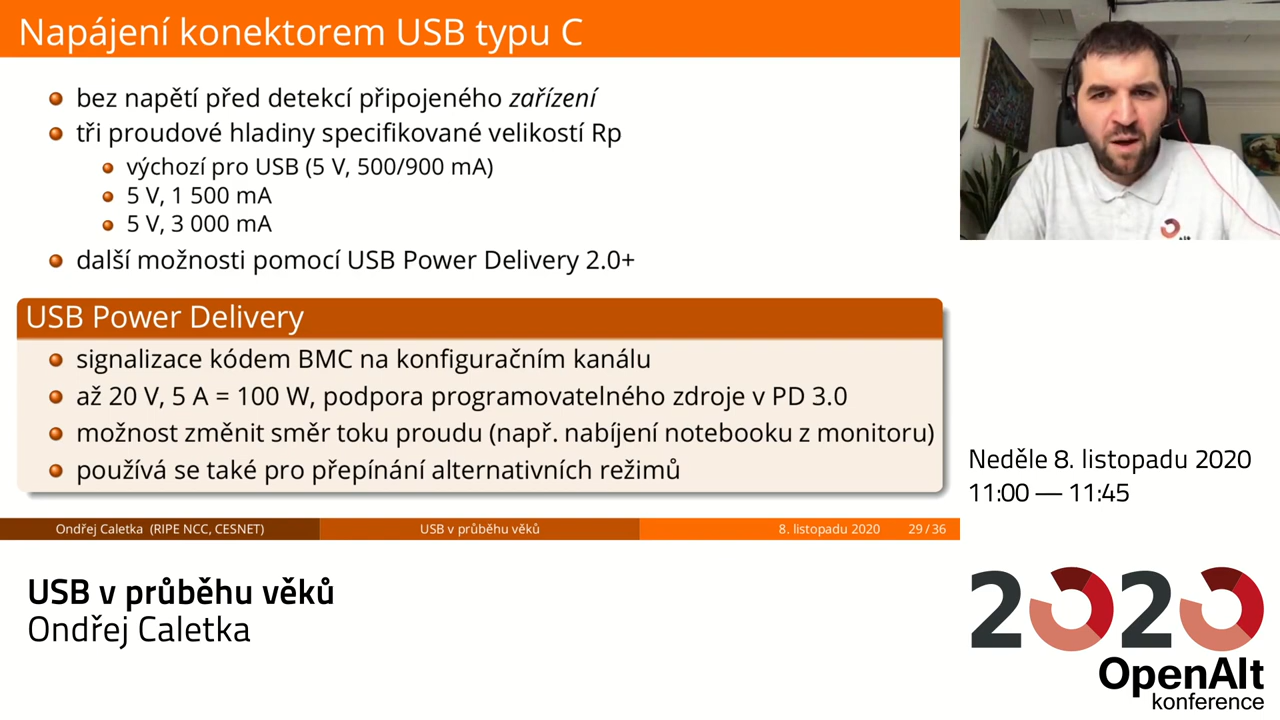 Napájení konektorem USB typu C
bez napětí před detekcí připojeného zařízení
tři proudové hladiny specifikované velikostí Rp
výchozí pro USB (5 V, 500/900 mA)
5 V, 1 500 mA
5 V, 3 000 mA
další možnosti pomocí USB Power Delivery 2.0+
USB Power Delivery
signalizace kódem BMC na konfiguračním kanálu
až 20 V, 5 A = 100 W, podpora programovatelného zdroje v PD 3.0
možnost změnit směr toku proudu (např. nabíjení notebooku z monitoru)
používá se také pro přepínání alternativních režimů
Ondřej Caletka (RIPE NCC, CESNET)
USB v průběhu věků
8. listopadu 2020
29 / 36
Neděle 8. listopadu 2020
11:00 — 11:45
USB v průběhu věků
Ondřej Caletka
2020
OpenAlt
konference